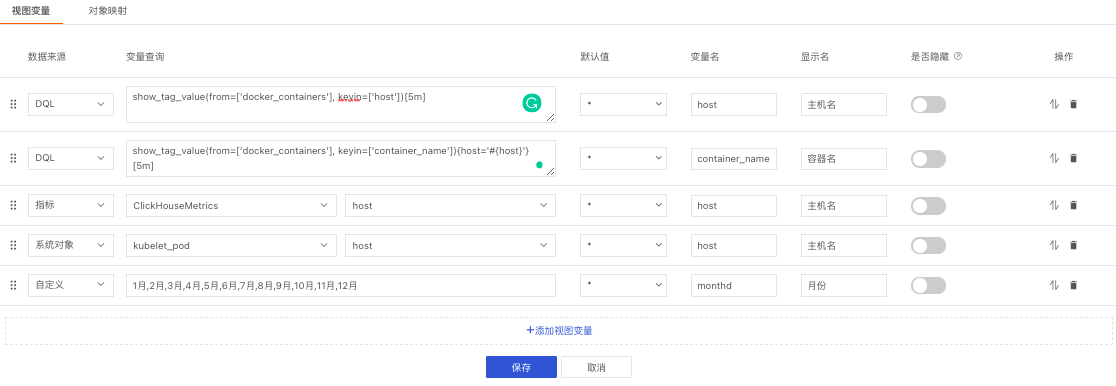 视图变量 对象映射
数据来源 变量查询 默认值 变量名 显示名 是否隐藏 操作
DQL show_tag_value(from=['docker_containers'], keyin=['host'])[5m] * host 主机名
DQL show_tag_value(from=['docker_containers'], keyin=['container_name']){host='#{host}'}
[5m] * container_name 容器名
指标 ClickHouseMetrics host * host 主机名
系统对象 kubelet_pod host * host 主机名
自定义 1月,2月,3月,4月,5月,6月,7月,8月,9月,10月,11月,12月 * monthd 月份
+添加视图变量
保存 取消